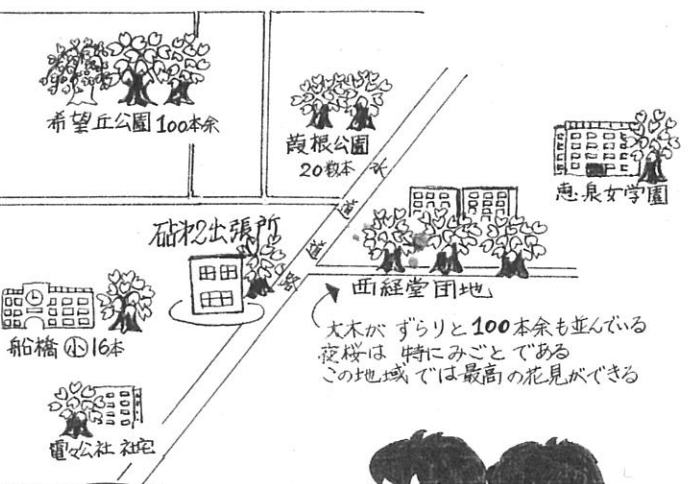 希望丘公園 100本余
葭根公園
20数本
恵泉女学園
砧第2出張所
西経堂団地
船橋 小 16本
大木が ずらりと 100本余も並んでいる
夜桜は 特にみごと である
この地域 では最高 の花見ができる
電々公社 社宅